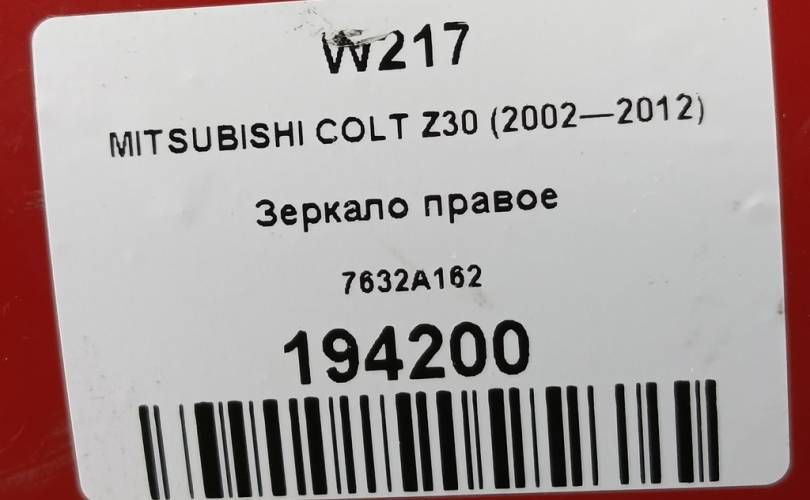 W217
MITSUBISHI COLT Z30 (2002—2012)
Зеркало правое
7632A162
194200